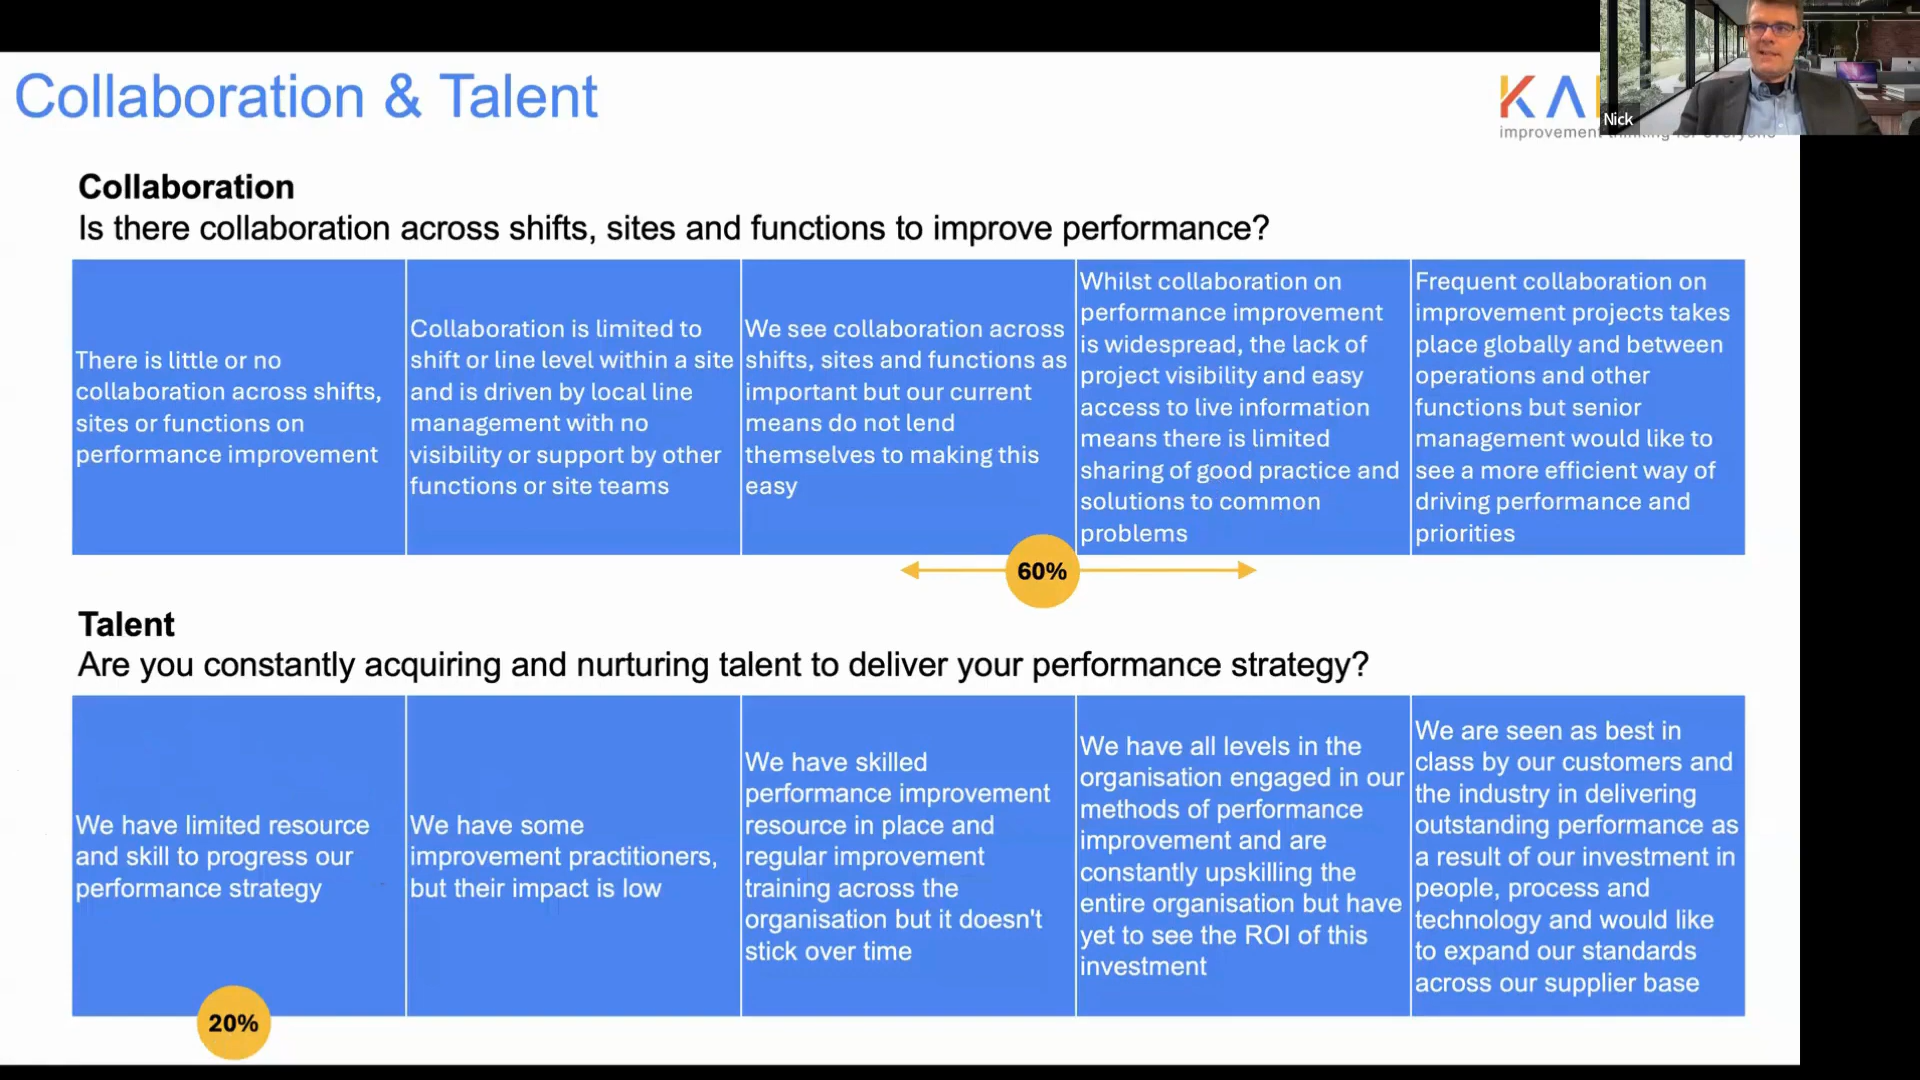 Collaboration & Talent
KA
improvement
Nick
Collaboration
Is there collaboration across shifts, sites and functions to improve performance?
There is little or no
collaboration across shifts,
sites or functions on
performance improvement
Collaboration is limited to
shift or line level within a site
and is driven by local line
management with no
visibility or support by other
functions or site teams
We see collaboration across
shifts, sites and functions as
important but our current
means do not lend
themselves to making this
easy
Whilst collaboration on
performance improvement
is widespread, the lack of
project visibility and easy
access to live information
means there is limited
sharing of good practice and
solutions to common
problems
Frequent collaboration on
improvement projects takes
place globally and between
operations and other
functions but senior
management would like to
see a more efficient way of
driving performance and
priorities
60%
Talent
Are you constantly acquiring and nurturing talent to deliver your performance strategy?
We have limited resource
and skill to progress our
performance strategy
We have some
improvement practitioners,
but their impact is low
We have skilled
performance improvement
resource in place and
regular improvement
training across the
organisation but it doesn't
stick over time
We have all levels in the
organisation engaged in our
methods of performance
improvement and are
constantly upskilling the
entire organisation but have
yet to see the ROI of this
investment
We are seen as best in
class by our customers and
the industry in delivering
outstanding performance as
a result of our investment in
people, process and
technology and would like
to expand our standards
across our supplier base
20%